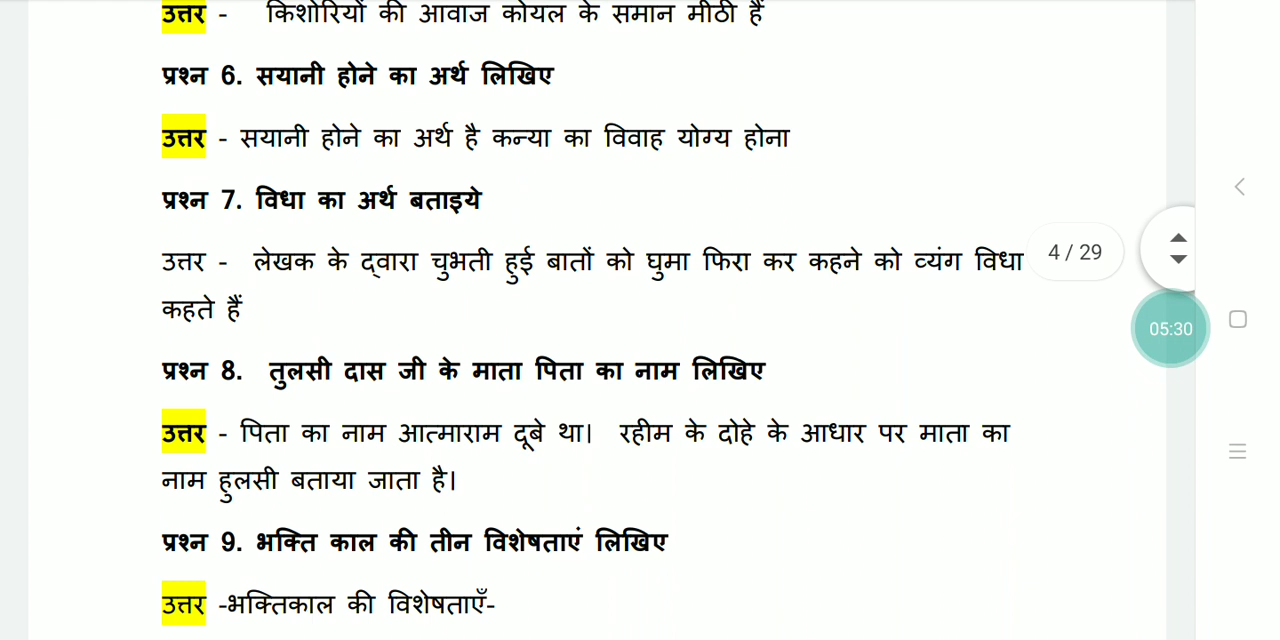 उत्तर - किशोरियों की आवाज कोयल के समान मीठी हैं
प्रश्न 6. सयानी होने का अर्थ लिखिए
उत्तर - सयानी होने का अर्थ है कन्या का विवाह योग्य होना
प्रश्न 7. विधा का अर्थ बताइये
उत्तर - लेखक के द्वारा चुभती हुई बातों को घुमा फिरा कर कहने को व्यंग विधा
कहते हैं
4 / 29
05:30
प्रश्न 8. तुलसी दास जी के माता पिता का नाम लिखिए
उत्तर - पिता का नाम आत्माराम दूबे था। रहीम के दोहे के आधार पर माता का
नाम हुलसी बताया जाता है।
प्रश्न 9. भक्ति काल की तीन विशेषताएं लिखिए
उत्तर -भक्तिकाल की विशेषताएँ-